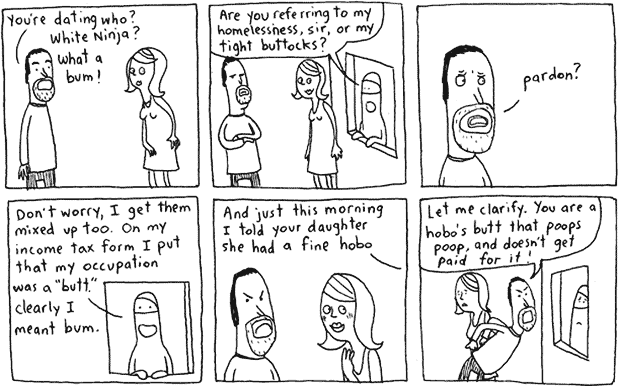 You're dating who?
White Ninja?
what a
bum!
Are you referring to my
homelessness, sir, or my
tight buttocks?
pardon?
Don't worry, I get them
mixed up too. On my
income tax form I put
that my occupation
was a "butt."
clearly I
meant bum.
And just this morning
I told your daughter
she had a fine hobo
Let me clarify. You are a
hobo's butt that poops
poop, and doesn't get
paid for it!